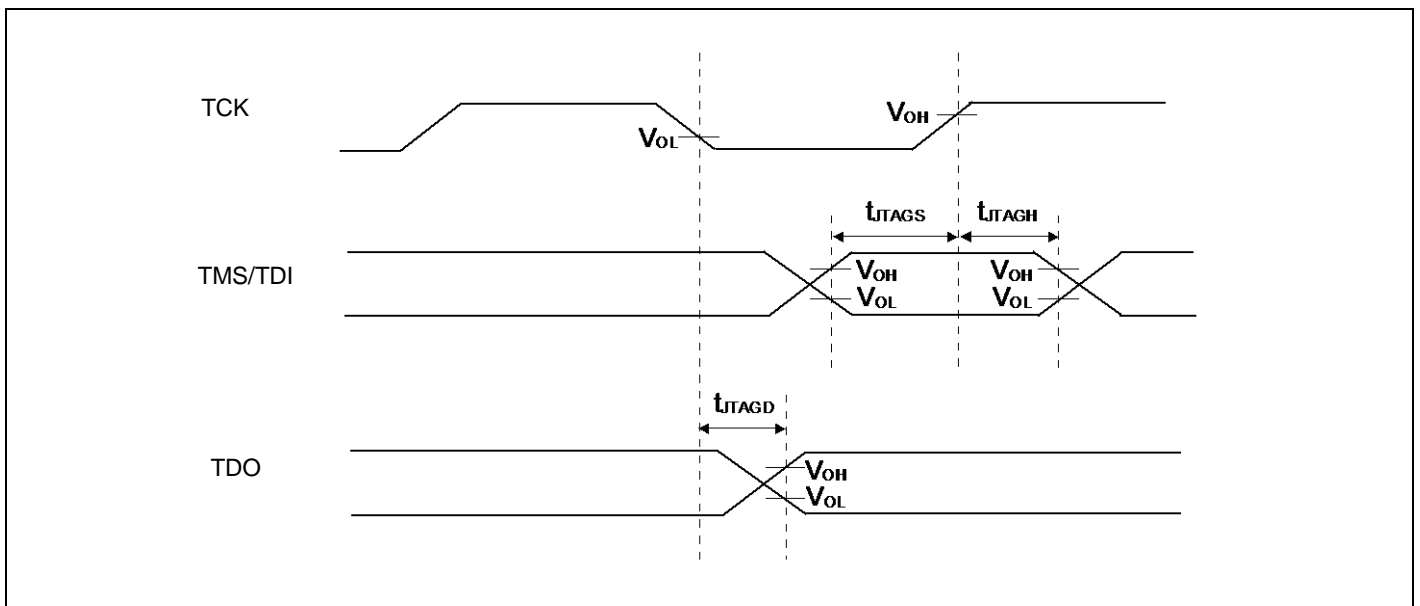 TCK
VOH
VOL
tJTAGS tJTAGH
TMS/TDI
VOH VOH
VOL VOL
tJTAGD
TDO
VOH
VOL